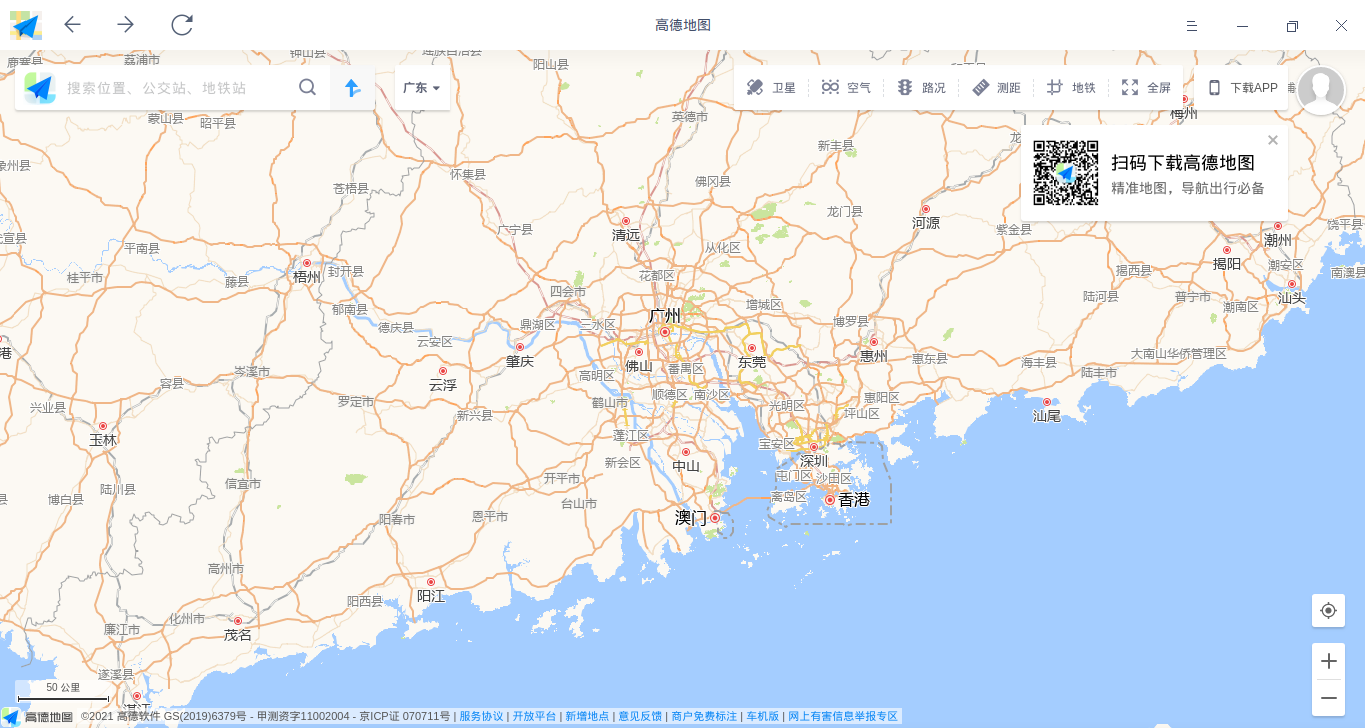 高德地图
瑶族自治县
钟山县
荔浦市
鹿寨县
阳山县
搜索位置、公交站、地铁站
广东
卫星
空气
路况
测距
地铁
全屏
下载APP
梅州
蒙山县
昭平县
英德市
扫码下载高德地图
精准地图，导航出行必备
新丰县
象州县
怀集县
苍梧县
佛冈县
龙门县
河源
紫金县
潮州
饶平县
广宁县
清远
平南县
从化区
揭阳
潮安区
梧州
封开县
花都区
揭西县
南澳县
桂平市
藤县
四会市
汕头
郁南县
增城区
陆河县
普宁市
潮南区
德庆县
鼎湖区
三水区
广州
博罗县
云安区
肇庆
佛山
东莞
惠州
惠东县
海丰县
大南山华侨管理区
容县
岑溪市
云浮
高明区
番禺区
陆丰市
兴业县
罗定市
鹤山市
顺德区
南沙区
光明区
惠阳区
新兴县
坪山区
汕尾
玉林
蓬江区
宝安区
深圳
中山
新会区
屯门区
沙田区
博白县
陆川县
信宜市
开平市
台山市
荃岛区
香港
阳春市
恩平市
澳门
高州市
阳江
阳西县
化州市
廉江市
茂名
遂溪县
50 公里
湛江
高德地图
©2021 高德软件 GS(2019)6379号 - 甲测资字11002004 - 京ICP证 070711号 | 服务协议 | 开放平台 | 新增地点 | 意见反馈 | 商户免费标注 | 车机版 | 网上有害信息举报专区